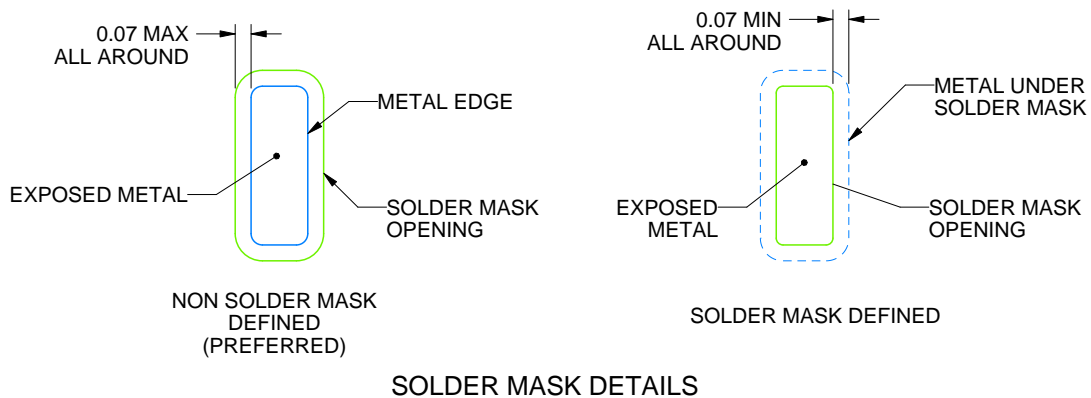 0.07 MAX
ALL AROUND
METAL EDGE
EXPOSED METAL
SOLDER MASK
OPENING
NON SOLDER MASK
DEFINED
(PREFERRED)
0.07 MIN
ALL AROUND
METAL UNDER
SOLDER MASK
EXPOSED
METAL
SOLDER MASK
OPENING
SOLDER MASK DEFINED
SOLDER MASK DETAILS